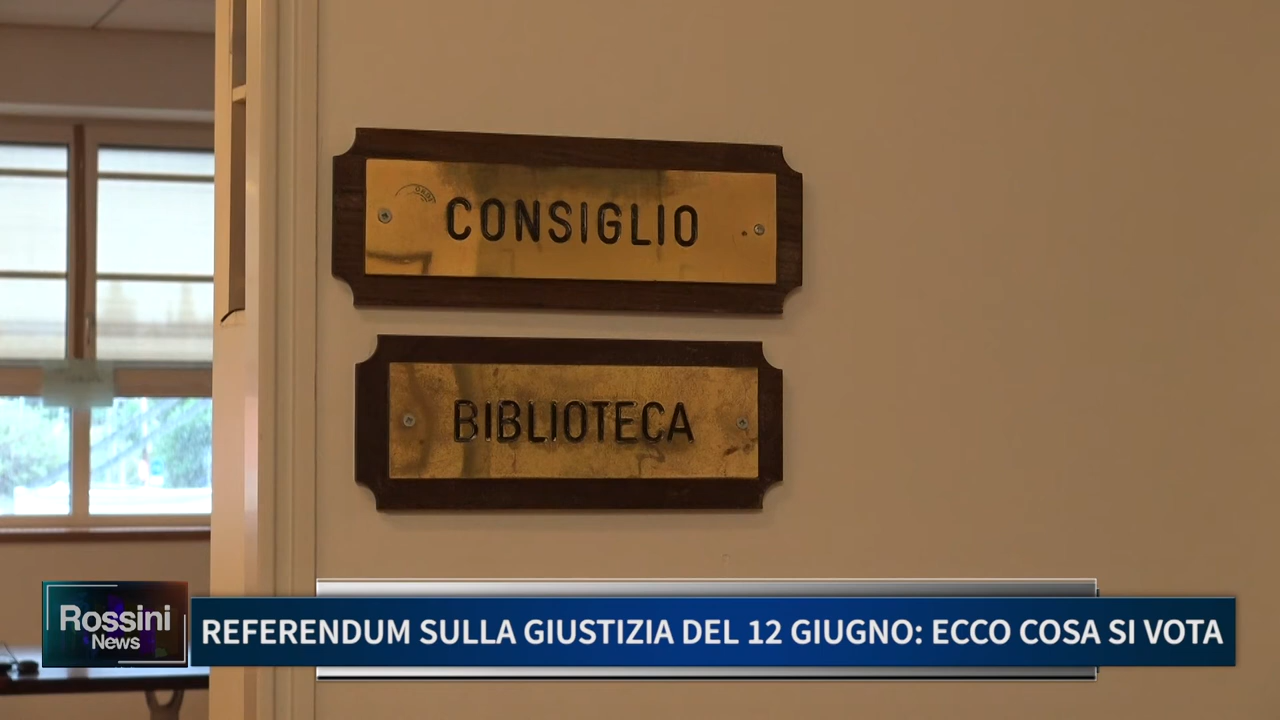 CONSIGLIO
BIBLIOTECA
Rossini
News
REFERENDUM SULLA GIUSTIZIA DEL 12 GIUGNO: ECCO COSA SI VOTA